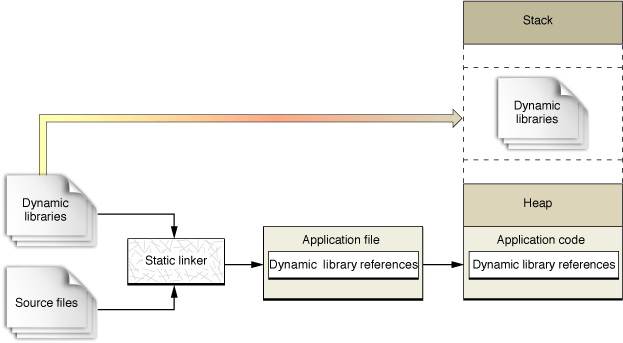 Stack
Dynamic
libraries
Dynamic
libraries
Heap
Static linker
Application file
Dynamic library references
Application code
Dynamic library references
Source files